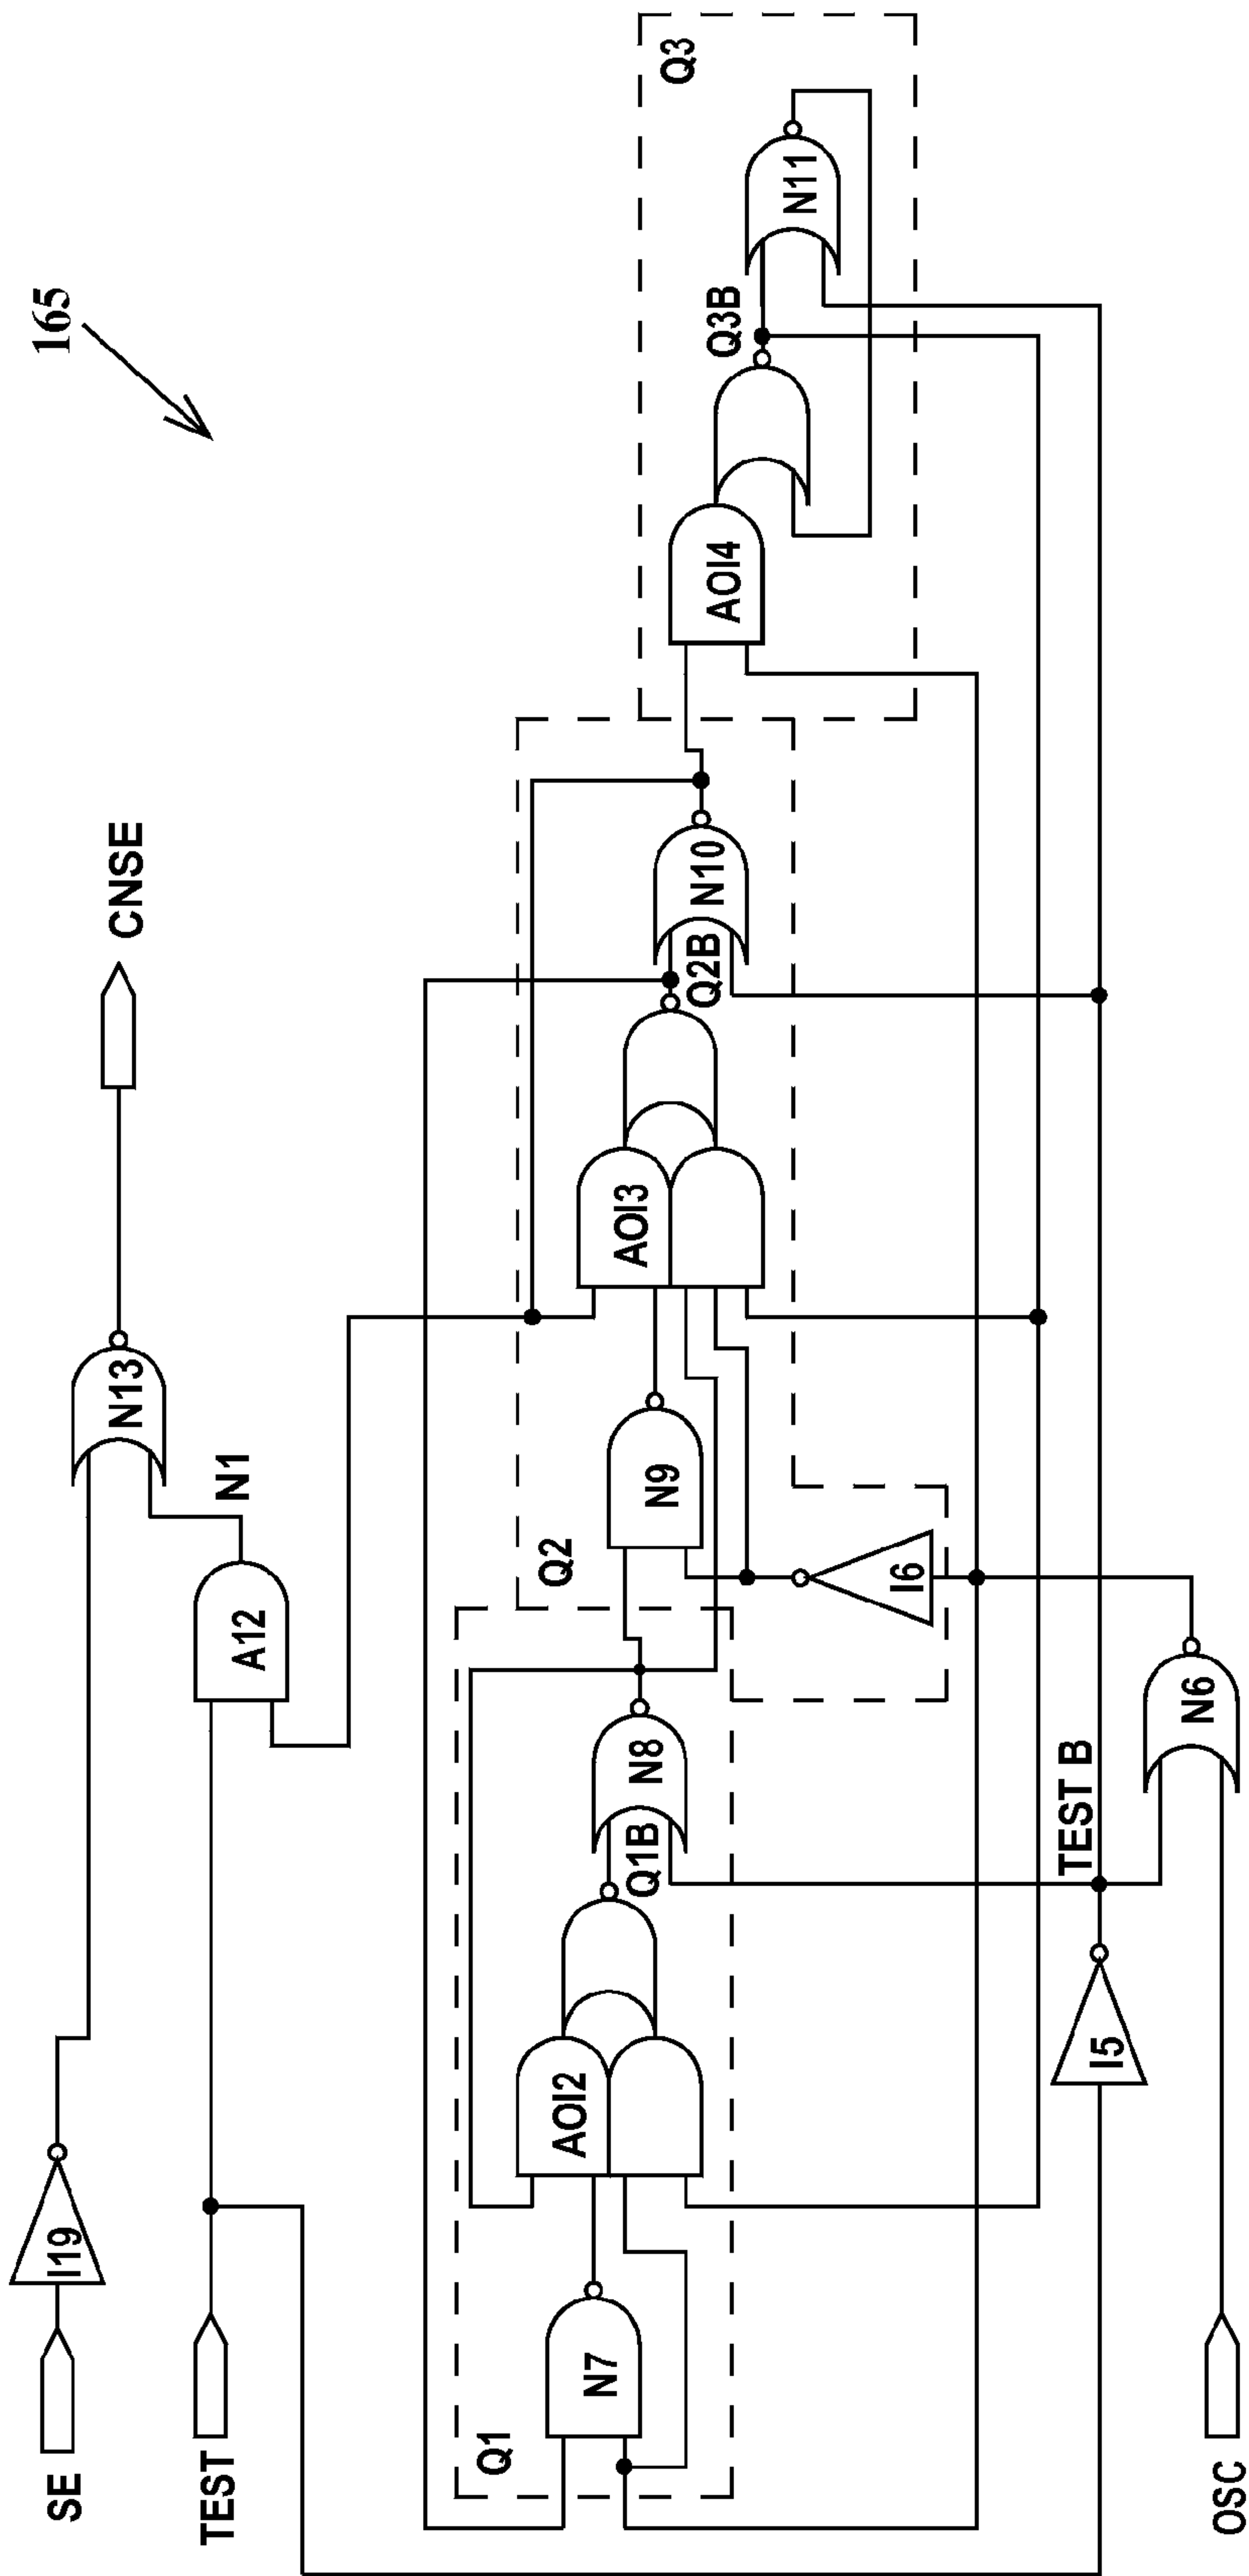 165
Q3
N11
Q3B
AOI4
CNSE
N10
Q2B
AOI3
N13
N1
N9
Q2
I6
A12
N8
Q1B
N6
TEST B
AOI2
I5
I19
N7
Q1
SE
TEST
OSC